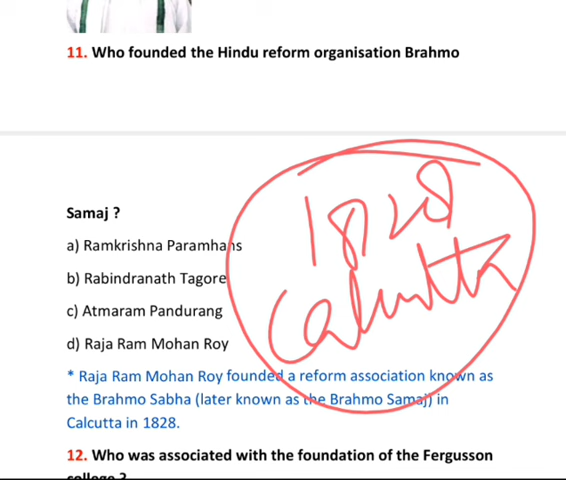 11. Who founded the Hindu reform organisation Brahmo
Samaj ?
1828
Calcutta
a) Ramkrishna Paramhans
b) Rabindranath Tagore
c) Atmaram Pandurang
d) Raja Ram Mohan Roy
* Raja Ram Mohan Roy founded a reform association known as
the Brahmo Sabha (later known as the Brahmo Samaj) in
Calcutta in 1828.
12. Who was associated with the foundation of the Fergusson
college ?